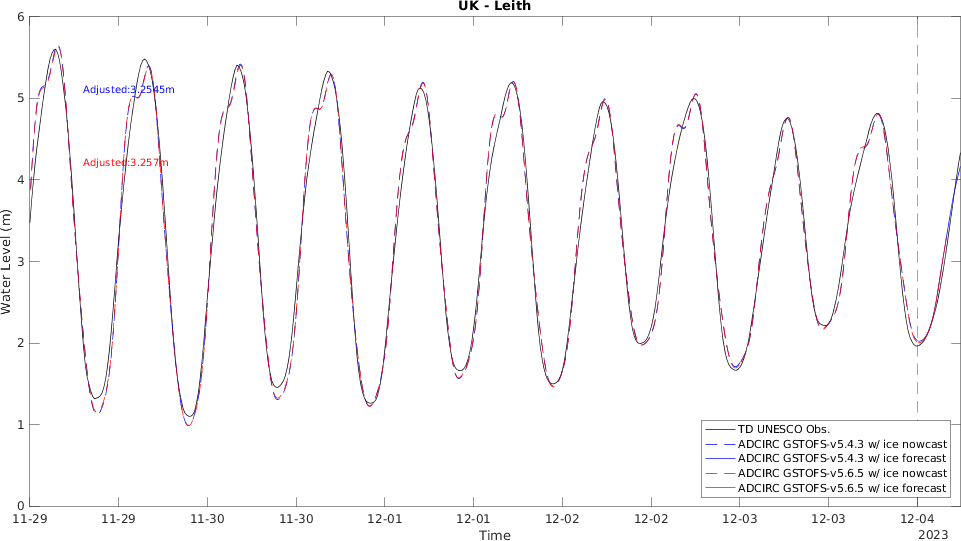 UK - Leith
6
5
4
3
2
1
0
Water Level (m)
Adjusted:3.2545m
Adjusted:3.257m
TD UNESCO Obs.
ADCIRC GSTOFS-v5.4.3 w/ ice nowcast
ADCIRC GSTOFS-v5.4.3 w/ ice forecast
ADCIRC GSTOFS-v5.6.5 w/ ice nowcast
ADCIRC GSTOFS-v5.6.5 w/ ice forecast
11-29 11-29 11-30 11-30 12-01 12-01 12-02 12-02 12-03 12-03 12-04
Time
2023